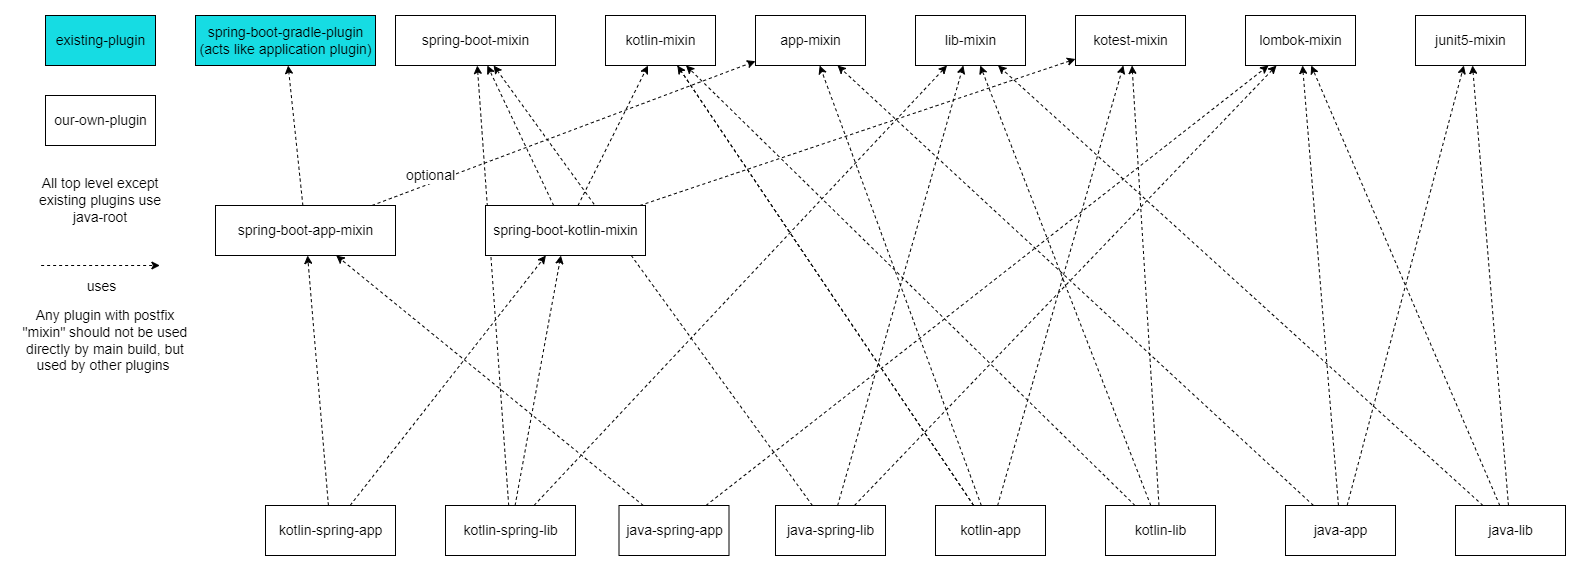 existing-plugin
spring-boot-gradle-plugin
(acts like application plugin)
spring-boot-mixin
kotlin-mixin
app-mixin
lib-mixin
kotest-mixin
lombok-mixin
junit5-mixin
our-own-plugin
All top level except
existing plugins use
java-root
optional
spring-boot-app-mixin
spring-boot-kotlin-mixin
uses
Any plugin with postfix
"mixin" should not be used
directly by main build, but
used by other plugins
kotlin-spring-app
kotlin-spring-lib
java-spring-app
java-spring-lib
kotlin-app
kotlin-lib
java-app
java-lib